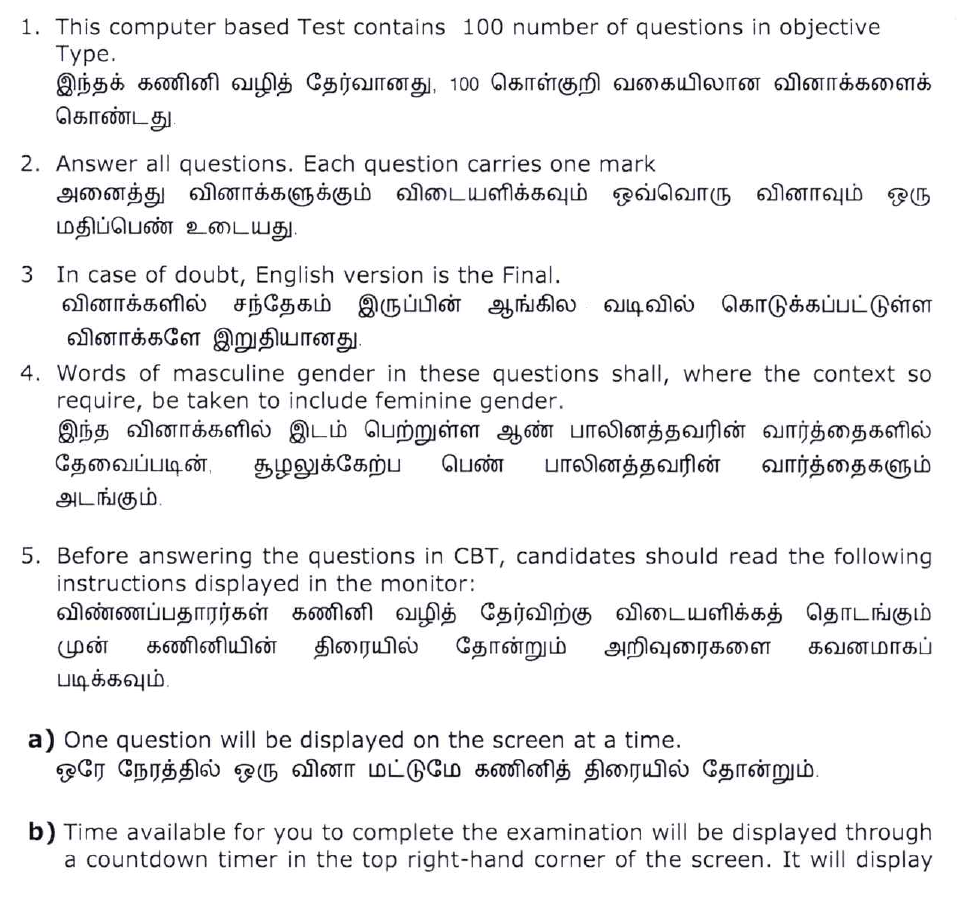 1. This computer based Test contains 100 number of questions in objective
Type.
இந்தக் கணினி வழித் தேர்வானது, 100 கொள்குறி வகையிலான வினாக்களைக்
கொண்டது.
2. Answer all questions. Each question carries one mark
அனைத்து வினாக்களுக்கும் விடையளிக்கவும் ஒவ்வொரு வினாவும் ஒரு
மதிப்பெண் உடையது.
3 In case of doubt, English version is the Final.
வினாக்களில் சந்தேகம் இருப்பின் ஆங்கில வடிவில் கொடுக்கப்பட்டுள்ள
வினாக்களே இறுதியானது.
4. Words of masculine gender in these questions shall, where the context so
require, be taken to include feminine gender.
இந்த வினாக்களில் இடம் பெற்றுள்ள ஆண் பாலினத்தவரின் வார்த்தைகளில்
தேவைப்படின், சூழலுக்கேற்ப பெண் பாலினத்தவரின் வார்த்தைகளும்
அடங்கும்.
5. Before answering the questions in CBT, candidates should read the following
instructions displayed in the monitor:
விண்ணப்பதாரர்கள் கணினி வழித் தேர்விற்கு விடையளிக்கத் தொடங்கும்
முன் கணினியின் திரையில் தோன்றும் அறிவுரைகளை கவனமாகப்
படிக்கவும்.
a) One question will be displayed on the screen at a time.
ஒரே நேரத்தில் ஒரு வினா மட்டுமே கணினித் திரையில் தோன்றும்.
b) Time available for you to complete the examination will be displayed through
a countdown timer in the top right-hand corner of the screen. It will display